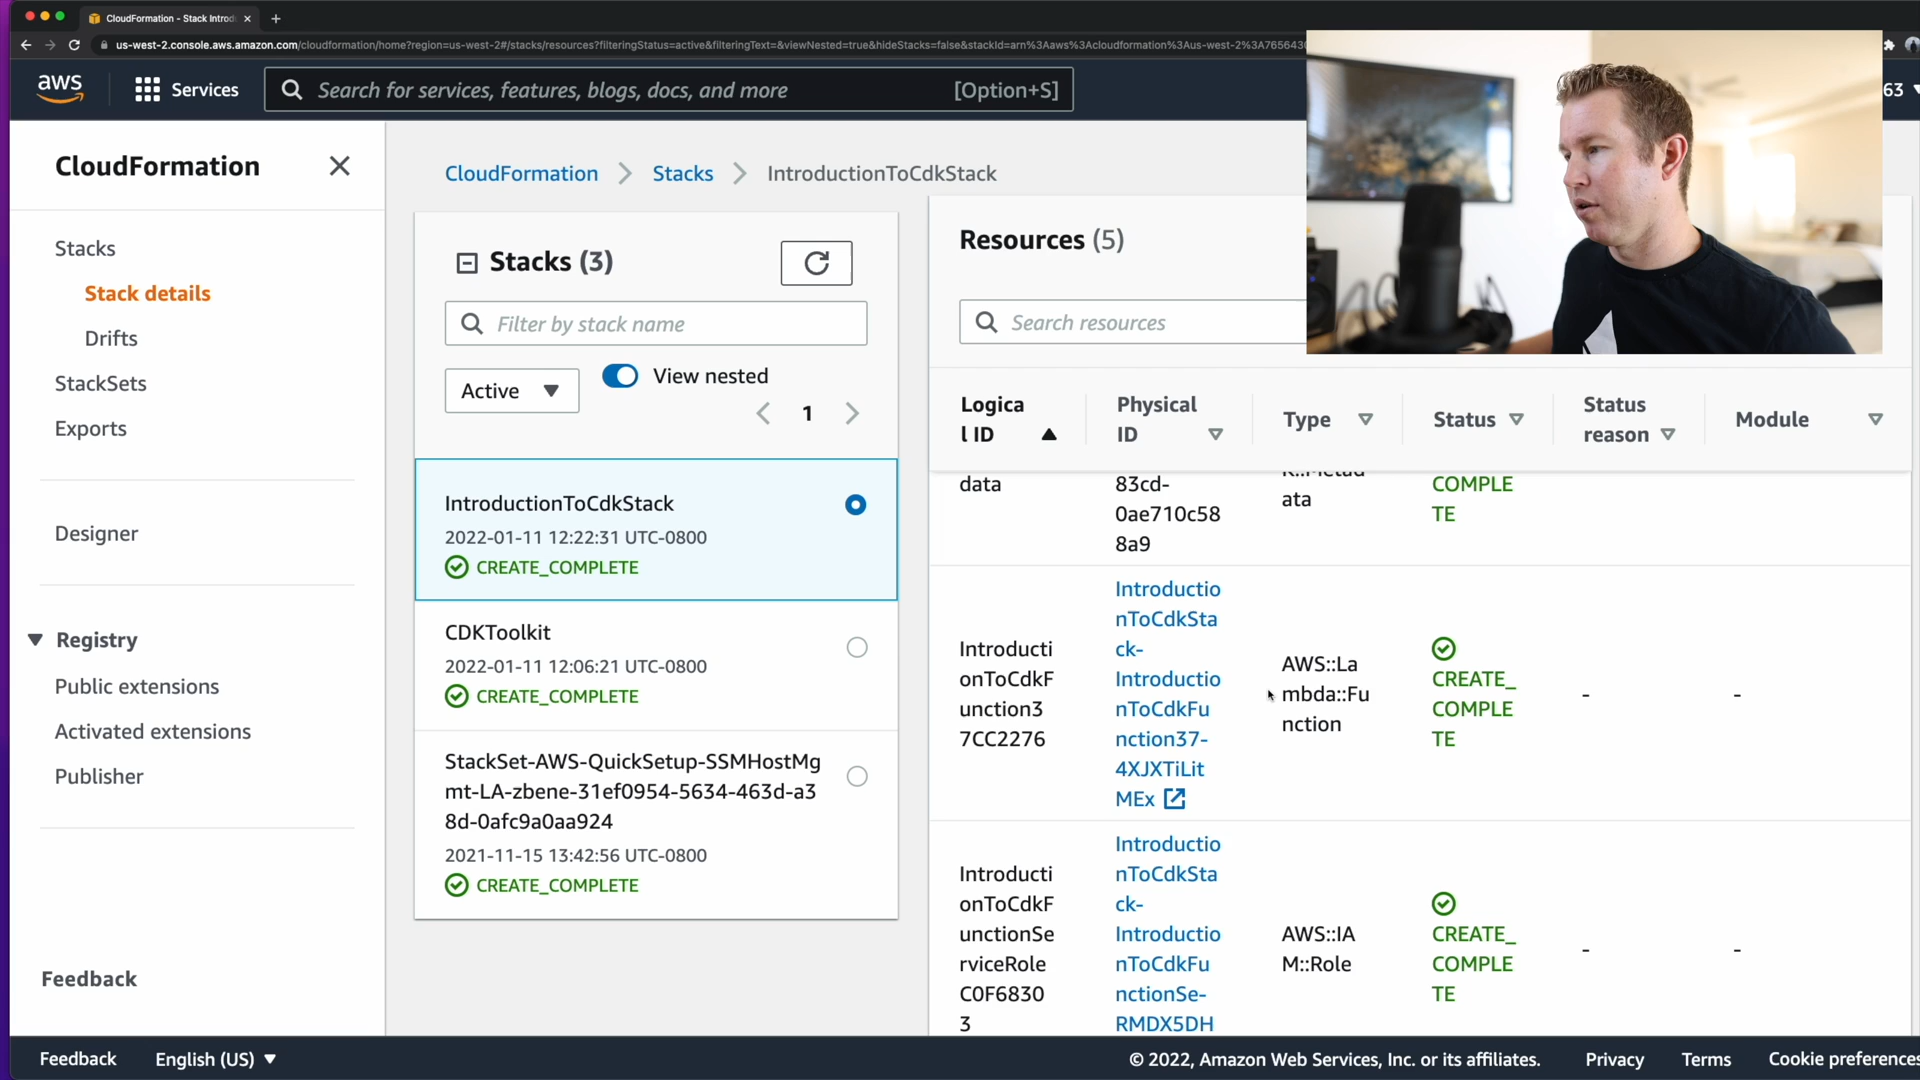 CloudFormation - Stack Introd
us-west-2.console.aws.amazon.com/cloudformation/home?region=us-west-2#/stacks/resources?filteringStatus=active&filteringText=&viewNested=true&hideStacks=false&stackId=arn%3Aaws%3Acloudformation%3Aus-west-2%3A7656430
aws
Services
Search for services, features, blogs, docs, and more
[Option+S]
63
CloudFormation
Stacks
Stack details
Drifts
StackSets
Exports
Designer
Registry
Public extensions
Activated extensions
Publisher
Feedback
CloudFormation
Stacks
IntroductionToCdkStack
Stacks (3)
Filter by stack name
Active
View nested
1
IntroductionToCdkStack
2022-01-11 12:22:31 UTC-0800
CREATE_COMPLETE
CDKToolkit
2022-01-11 12:06:21 UTC-0800
CREATE_COMPLETE
StackSet-AWS-QuickSetup-SSMHostMg
mt-LA-zbene-31ef0954-5634-463d-a3
8d-0afc9a0aa924
2021-11-15 13:42:56 UTC-0800
CREATE_COMPLETE
Resources (5)
Search resources
Logica
l ID
Physical
ID
Type
Status
Status
reason
Module
data
83cd-
0ae710c58
8a9
K::Metad
ata
COMPLE
TE
Introducti
onToCdkF
unction3
7CC2276
Introductio
nToCdkSta
ck-
Introductio
nToCdkFu
nction37-
4XJXTiLit
MEx
AWS::La
mbda::Fu
nction
CREATE_
COMPLE
TE
-
-
Introducti
onToCdkF
unctionSe
rviceRole
C0F6830
3
Introductio
nToCdkSta
ck-
Introductio
nToCdkFu
nctionSe-
RMDX5DH
AWS::IA
M::Role
CREATE_
COMPLE
TE
-
-
Feedback
English (US)
© 2022, Amazon Web Services, Inc. or its affiliates.
Privacy
Terms
Cookie preferences